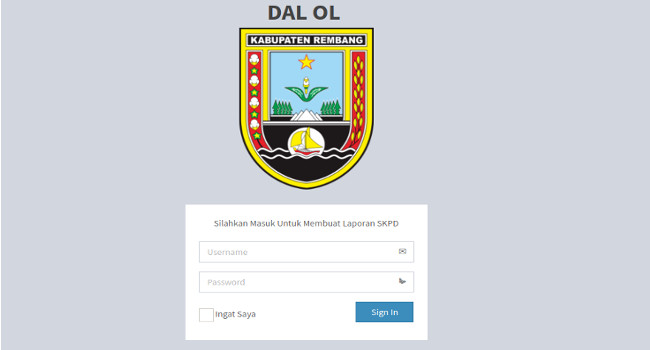 DAL OL
KABUPATEN REMBANG
Silahkan Masuk Untuk Membuat Laporan SKPD
Username
Password
Ingat Saya
Sign In